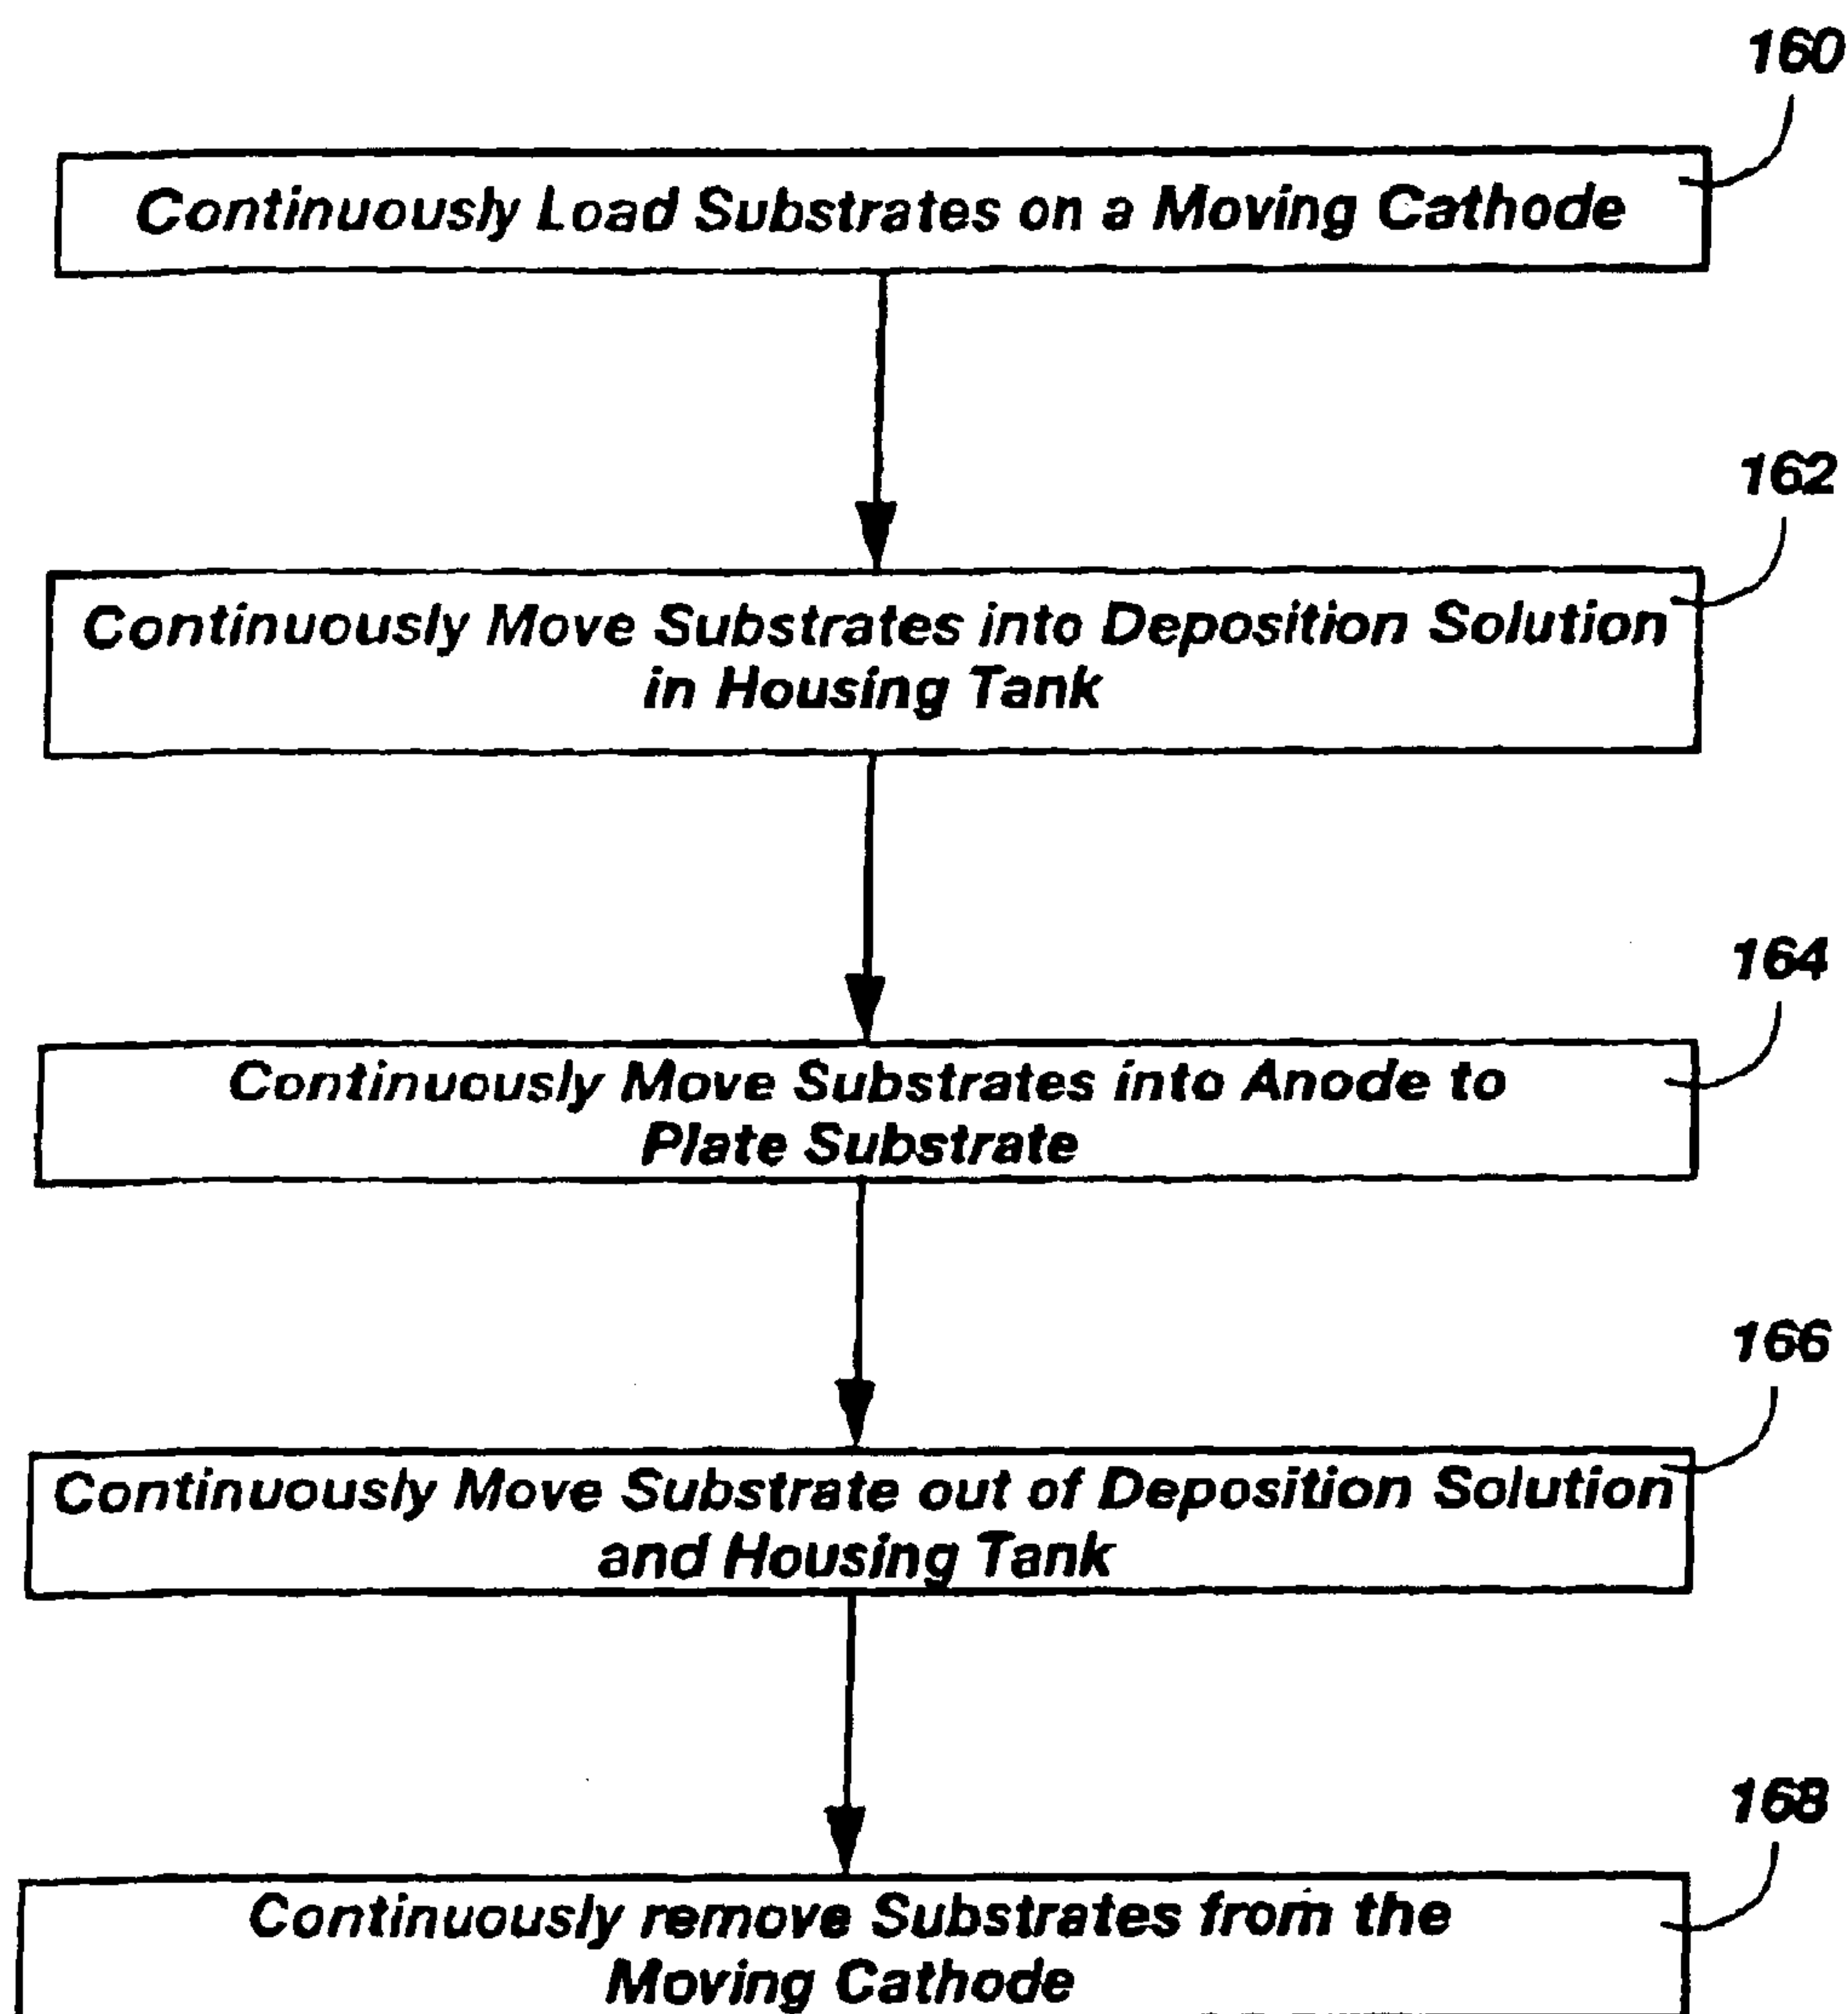 160
Continuously Load Substrates on a Moving Cathode
162
Continuously Move Substrates into Deposition Solution
in Housing Tank
164
Continuously Move Substrates into Anode to
Plate Substrate
166
Continuously Move Substrate out of Deposition Solution
and Housing Tank
168
Continuously remove Substrates from the
Moving Cathode